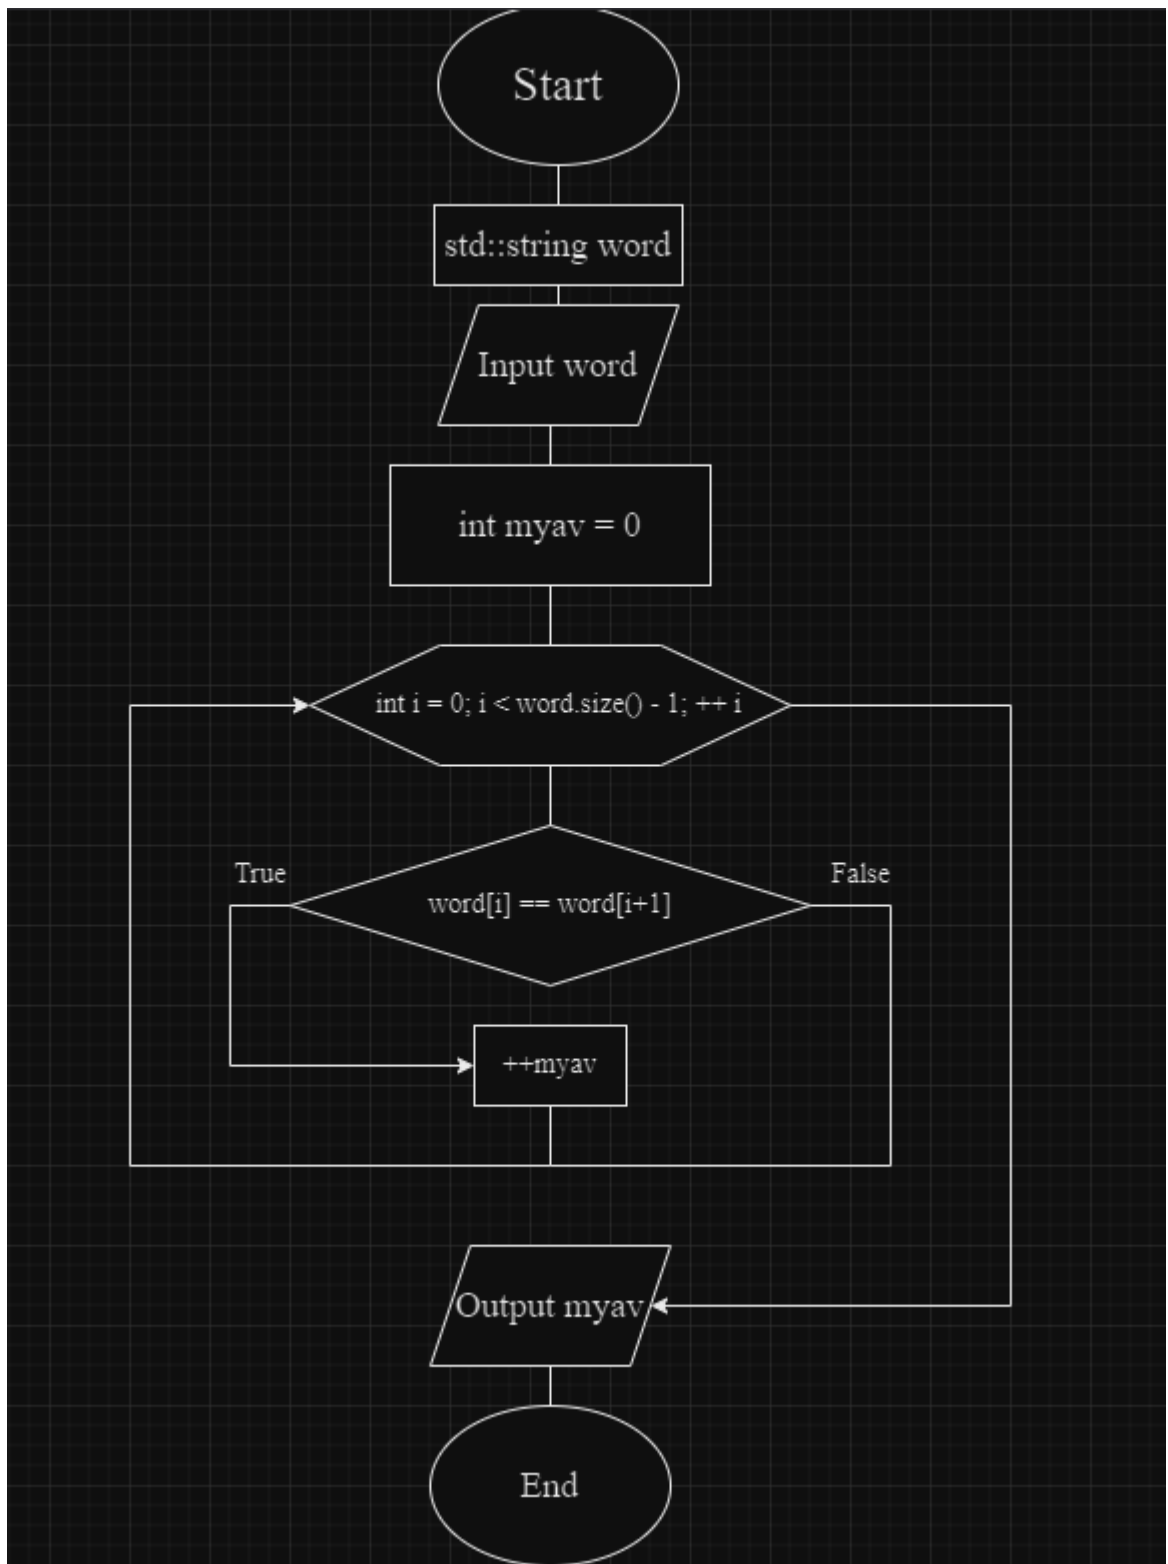 Start
std::string word
Input word
int myav = 0
int i = 0; i < word.size() - 1; ++ i
True
False
word[i] == word[i+1]
++myav
Output myav
End